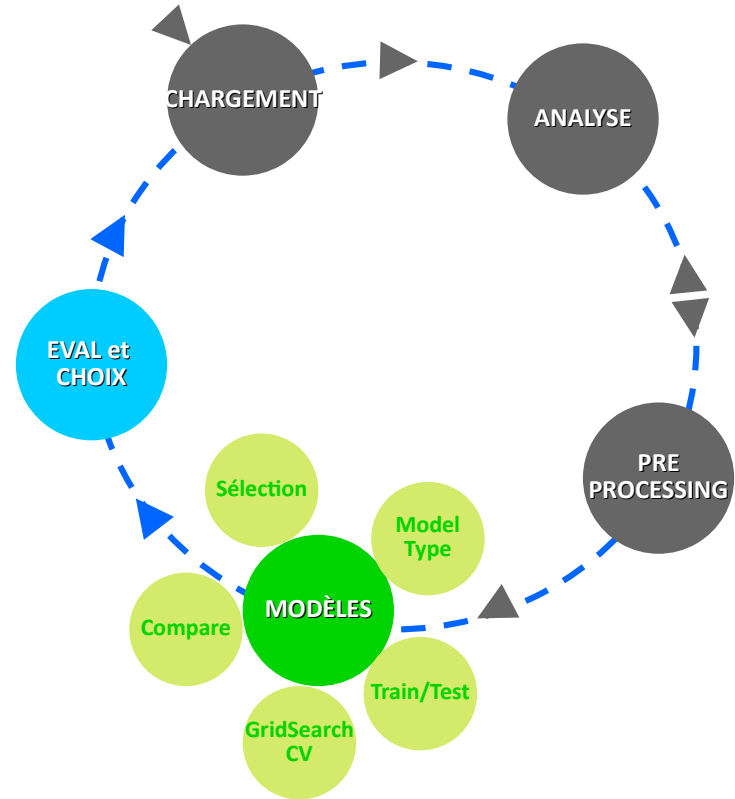 CHARGEMENT
ANALYSE
EVAL et
CHOIX
PRE
PROCESSING
Sélection
Model
Type
MODÈLES
Compare
Train/Test
GridSearch
CV